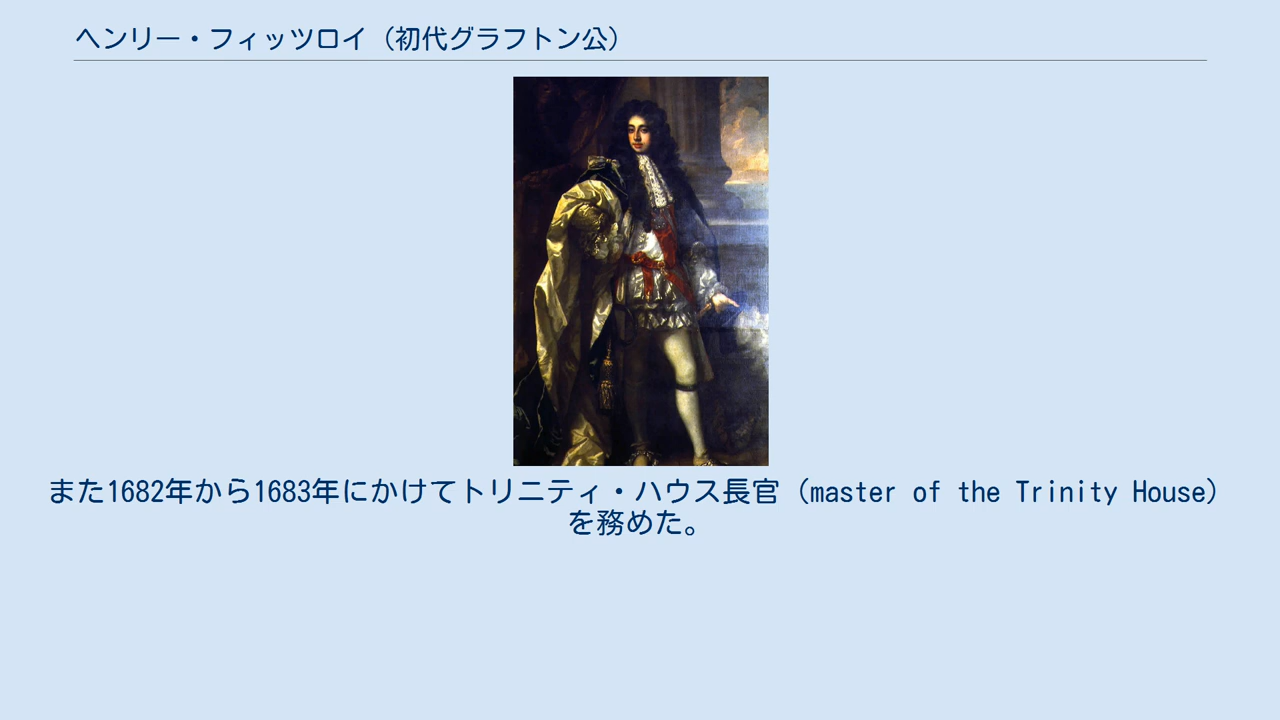 ヘンリー・フィッツロイ（初代グラフトン公）
また1682年から1683年にかけてトリニティ・ハウス長官（master of the Trinity House）
を務めた。